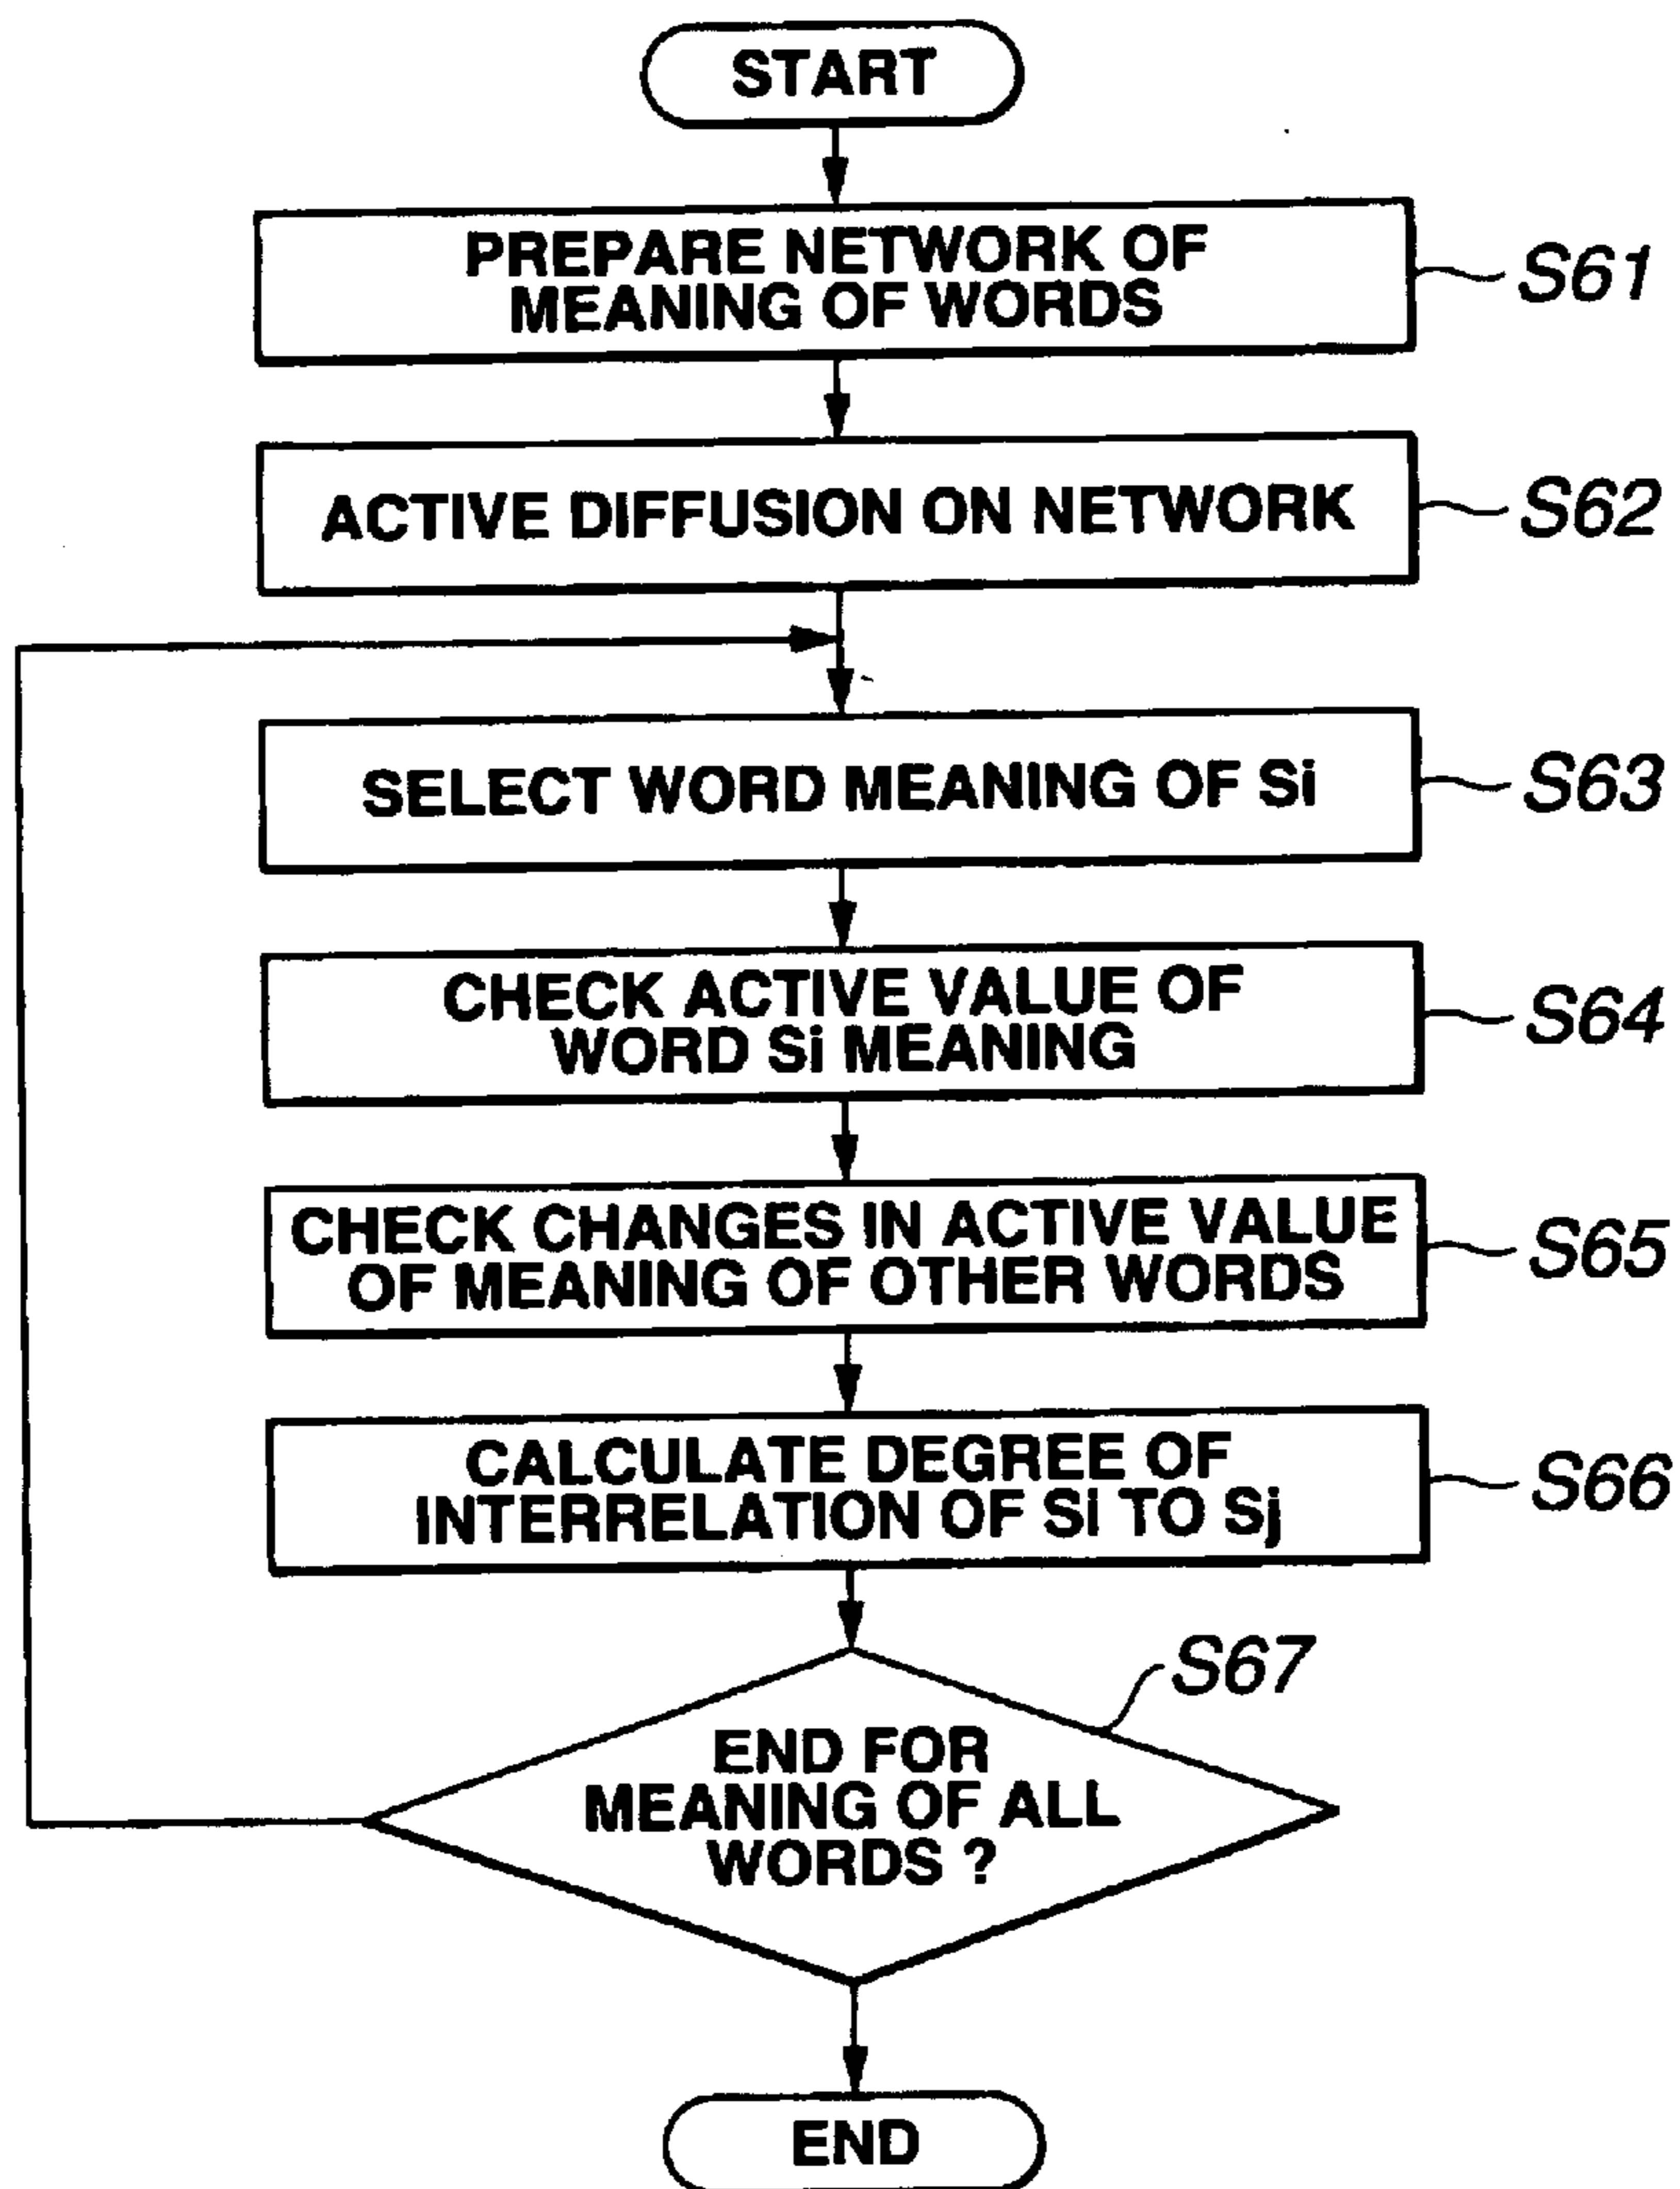 START
PREPARE NETWORK OF
MEANING OF WORDS
S61
ACTIVE DIFFUSION ON NETWORK
S62
SELECT WORD MEANING OF Si
S63
CHECK ACTIVE VALUE OF
WORD Si MEANING
S64
CHECK CHANGES IN ACTIVE VALUE
OF MEANING OF OTHER WORDS
S65
CALCULATE DEGREE OF
INTERRELATION OF Si TO Sj
S66
S67
END FOR
MEANING OF ALL
WORDS ?
END